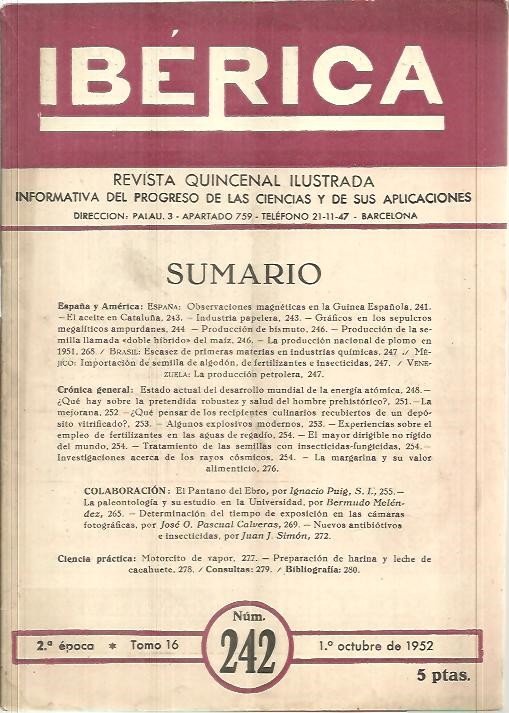 IBÉRICA
REVISTA QUINCENAL ILUSTRADA
INFORMATIVA DEL PROGRESO DE LAS CIENCIAS Y DE SUS APLICACIONES
DIRECCION: PALAU. 3 - APARTADO 759 - TELÉFONO 21-11-47 - BARCELONA
SUMARIO
España y América: ESPAÑA: Observaciones magnéticas en la Guinea Española, 241.
— El aceite en Cataluña, 243. — Industria papelera, 243. — Gráficos en los sepulcros
megalíticos ampurdanes, 244 — Producción de bismuto, 246. — Producción de la se-
milla llamada «doble híbrido» del maíz, 246. — La producción nacional de plomo en
1951, 268 / BRASIL: Escasez de primeras materias en industrias químicas, 247 ./ MÉ-
JICO: Importación de semilla de algodón, de fertilizantes e insecticidas, 247. / VENE-
ZUELA: La producción petrolera, 247.
Crónica general: Estado actual del desarrollo mundial de la energía atómica, 248.—
¿Qué hay sobre la pretendida robustez y salud del hombre prehistórico?, 251. — La
mejorana, 252 — ¿Qué pensar de los recipientes culinarios recubiertos de un depó-
sito vitrificado?, 253. — Algunos explosivos modernos, 253. — Experiencias sobre el
empleo de fertilizantes en las aguas de regadío, 254. — El mayor dirigible no rígido
del mundo, 254. — Tratamiento de las semillas con insecticidas-fungicidas, 254. —
Investigaciones acerca de los rayos cósmicos, 254. — La margarina y su valor
alimenticio, 276.
COLABORACIÓN: El Pantano del Ebro, por Ignacio Puig, S. I., 255.—
La paleontología y su estudio en la Universidad, por Bermudo Melén-
dez, 265. — Determinación del tiempo de exposición en las cámaras
fotográficas, por José O. Pascual Calveras, 269. — Nuevos antibiótivos
e insecticidas, por Juan J. Simón, 272.
Ciencia práctica: Motorcito de vapor, 277. — Preparación de harina y leche de
cacahuete, 278. / Consultas: 279. / Bibliografía: 280.
2.ª época * Tomo 16
Núm.
242
1.º octubre de 1952
5 ptas.